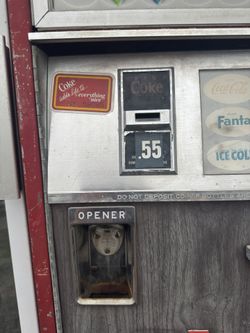 Coke
adds life to
everything
nice
Coke
.55
Coca-Cola
Fanta
ICE COL
DO NOT DEPOSIT
OPENER